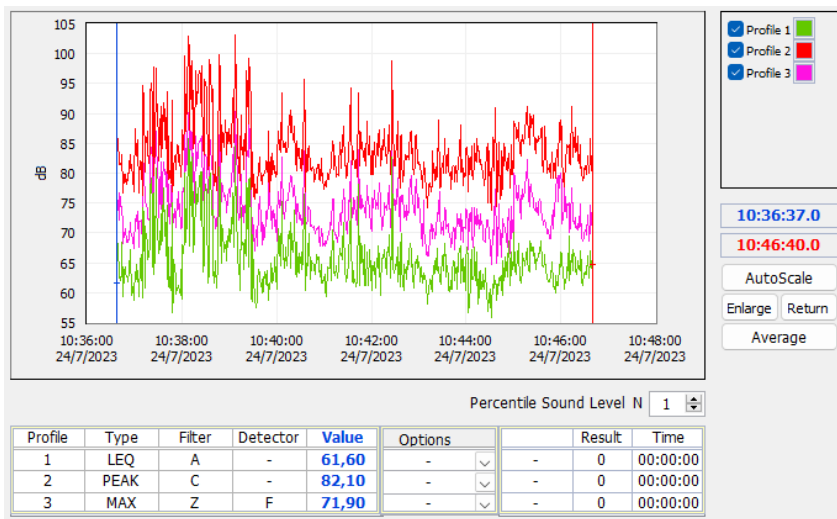 105
100
95
90
85
80
75
70
65
60
55
dB
10:36:00 10:38:00 10:40:00 10:42:00 10:44:00 10:46:00 10:48:00
24/7/2023 24/7/2023 24/7/2023 24/7/2023 24/7/2023 24/7/2023 24/7/2023
Profile 1
Profile 2
Profile 3
10:36:37.0
10:46:40.0
AutoScale
Enlarge Return
Average
Percentile Sound Level N 1
Profile Type Filter Detector Value Options Result Time
1 LEQ A - 61,60 - - 0 00:00:00
2 PEAK C - 82,10 - - 0 00:00:00
3 MAX Z F 71,90 - - 0 00:00:00